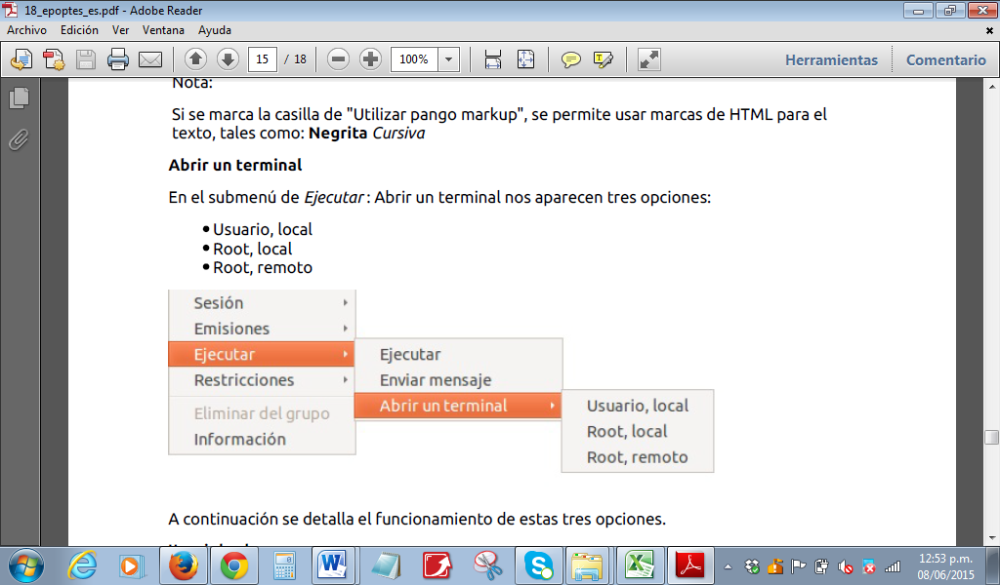 18_epoptes_es.pdf - Adobe Reader
Archivo Edición Ver Ventana Ayuda
15 / 18 100% Herramientas Comentario
Nota:
Si se marca la casilla de "Utilizar pango markup", se permite usar marcas de HTML para el
texto, tales como: Negrita Cursiva
Abrir un terminal
En el submenú de Ejecutar: Abrir un terminal nos aparecen tres opciones:
• Usuario, local
• Root, local
• Root, remoto
Sesión
Emisiones
Ejecutar
Restricciones
Eliminar del grupo
Información
Ejecutar
Enviar mensaje
Abrir un terminal
Usuario, local
Root, local
Root, remoto
A continuación se detalla el funcionamiento de estas tres opciones.
12:53 p.m.
08/06/2015